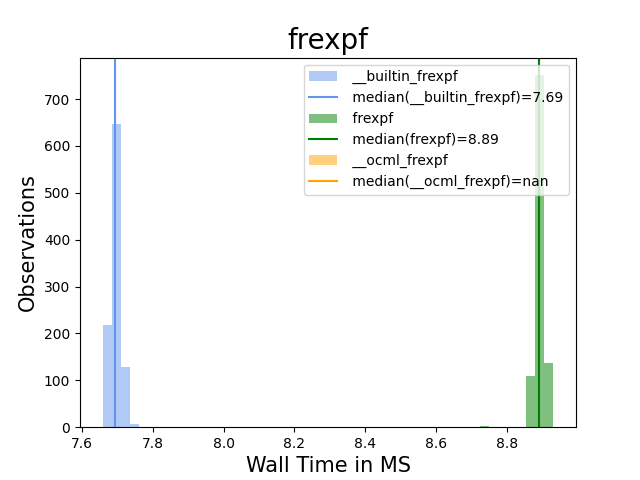 frexpf
__builtin_frexpf
median(__builtin_frexpf)=7.69
frexpf
median(frexpf)=8.89
__ocml_frexpf
median(__ocml_frexpf)=nan
Observations
700
600
500
400
300
200
100
0
7.6 7.8 8.0 8.2 8.4 8.6 8.8
Wall Time in MS